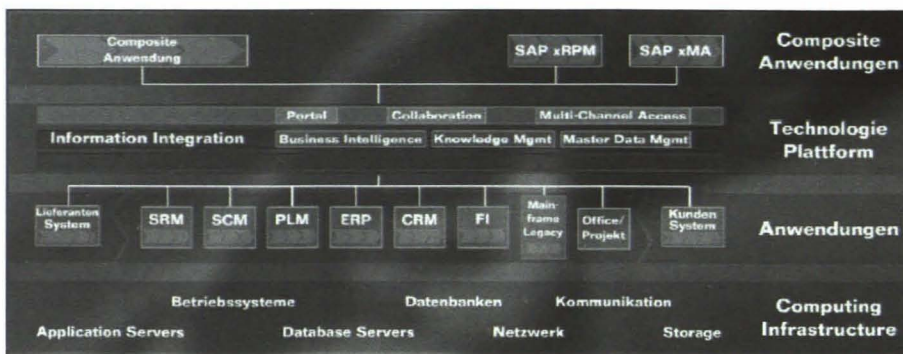 Composite
Anwendung
SAP xRPM
SAP xMA
Composite
Anwendungen
Portal
Collaboration
Multi-Channel Access
Information Integration
Business Intelligence
Knowledge Mgmt
Master Data Mgmt
Technologie
Plattform
Lieferanten
System
SRM
SCM
PLM
ERP
CRM
FI
Main-
frame
Legacy
Office/
Projekt
Kunden
System
Anwendungen
Betriebssysteme
Datenbanken
Kommunikation
Application Servers
Database Servers
Netzwerk
Storage
Computing
Infrastructure